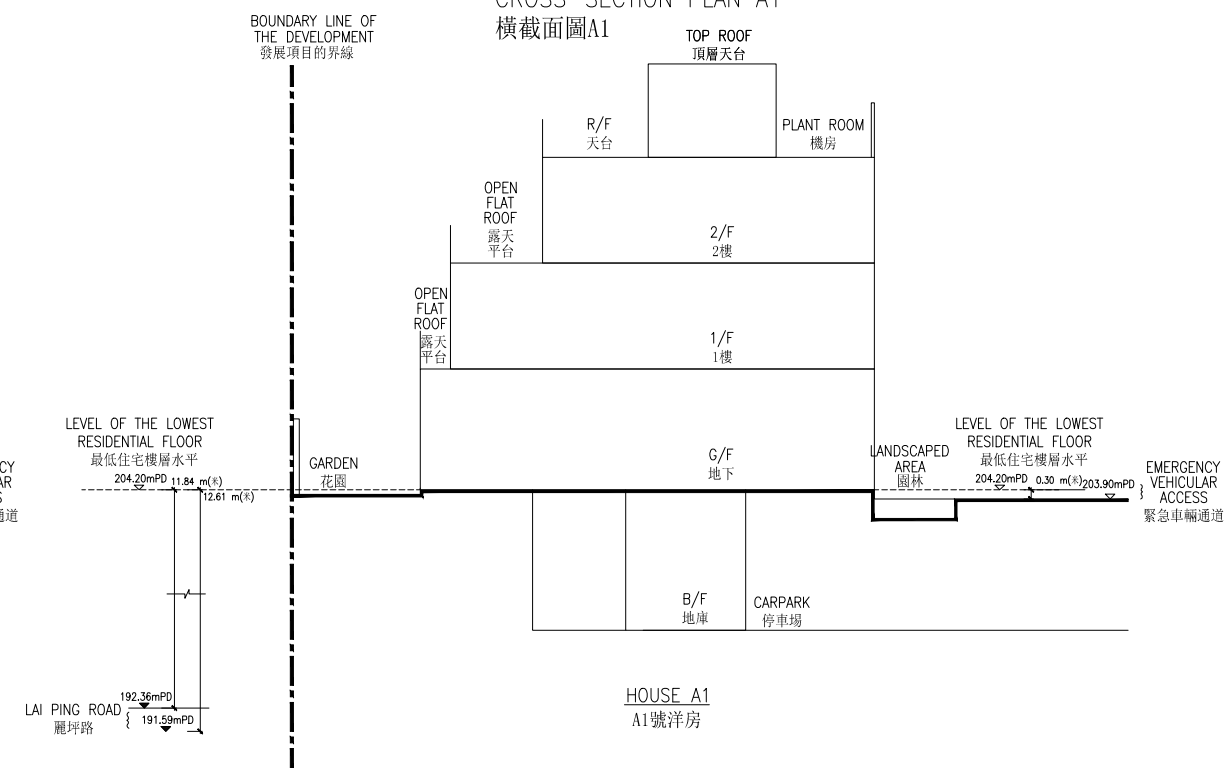 CROSS SECTION PLAN A1
橫截面圖A1
BOUNDARY LINE OF
THE DEVELOPMENT
發展項目的界線
TOP ROOF
頂層天台
R/F
天台
PLANT ROOM
機房
OPEN
FLAT
ROOF
露天
平台
2/F
2樓
OPEN
FLAT
ROOF
露天
平台
1/F
1樓
LEVEL OF THE LOWEST
RESIDENTIAL FLOOR
最低住宅樓層水平
204.20mPD 11.84 m(米)
12.61 m(米)
GARDEN
花園
G/F
地下
LANDSCAPED
AREA
園林
LEVEL OF THE LOWEST
RESIDENTIAL FLOOR
最低住宅樓層水平
204.20mPD 0.30 m(米) 203.90mPD
EMERGENCY
VEHICULAR
ACCESS
緊急車輛通道
B/F
地庫
CARPARK
停車場
192.36mPD
LAI PING ROAD
麗坪路
191.59mPD
HOUSE A1
A1號洋房